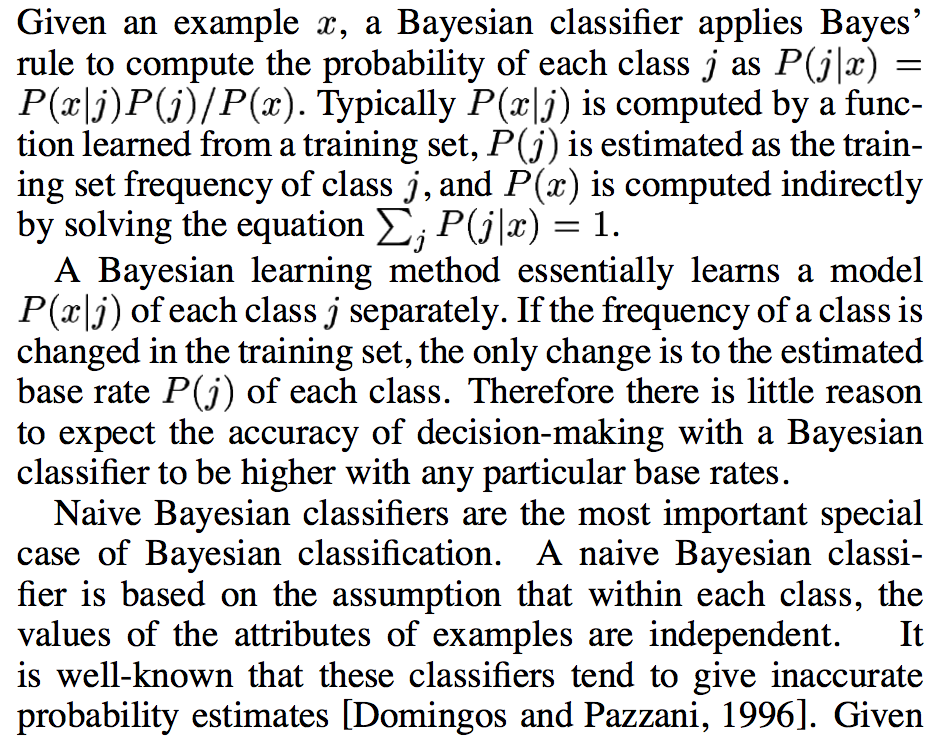 Given an example x, a Bayesian classifier applies Bayes’
rule to compute the probability of each class j as P(j|x) =
P(x|j)P(j)/P(x). Typically P(x|j) is computed by a func-
tion learned from a training set, P(j) is estimated as the train-
ing set frequency of class j, and P(x) is computed indirectly
by solving the equation ∑j P(j|x) = 1.
A Bayesian learning method essentially learns a model
P(x|j) of each class j separately. If the frequency of a class is
changed in the training set, the only change is to the estimated
base rate P(j) of each class. Therefore there is little reason
to expect the accuracy of decision-making with a Bayesian
classifier to be higher with any particular base rates.
Naive Bayesian classifiers are the most important special
case of Bayesian classification. A naive Bayesian classi-
fier is based on the assumption that within each class, the
values of the attributes of examples are independent. It
is well-known that these classifiers tend to give inaccurate
probability estimates [Domingos and Pazzani, 1996]. Given